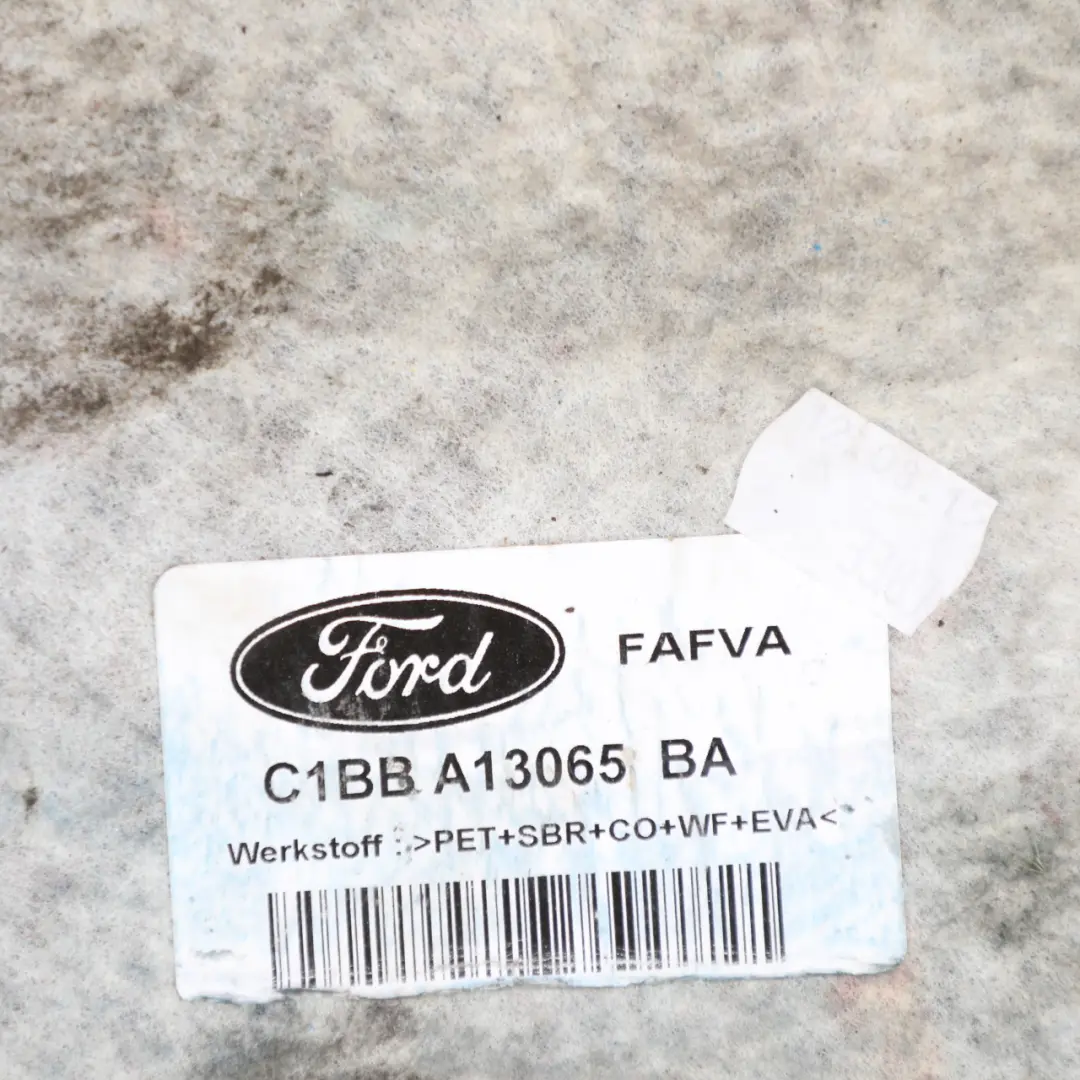 Ford FAFVA
C1BB A13065 BA
Werkstoff : >PET+SBR+CO+WF+EVA<